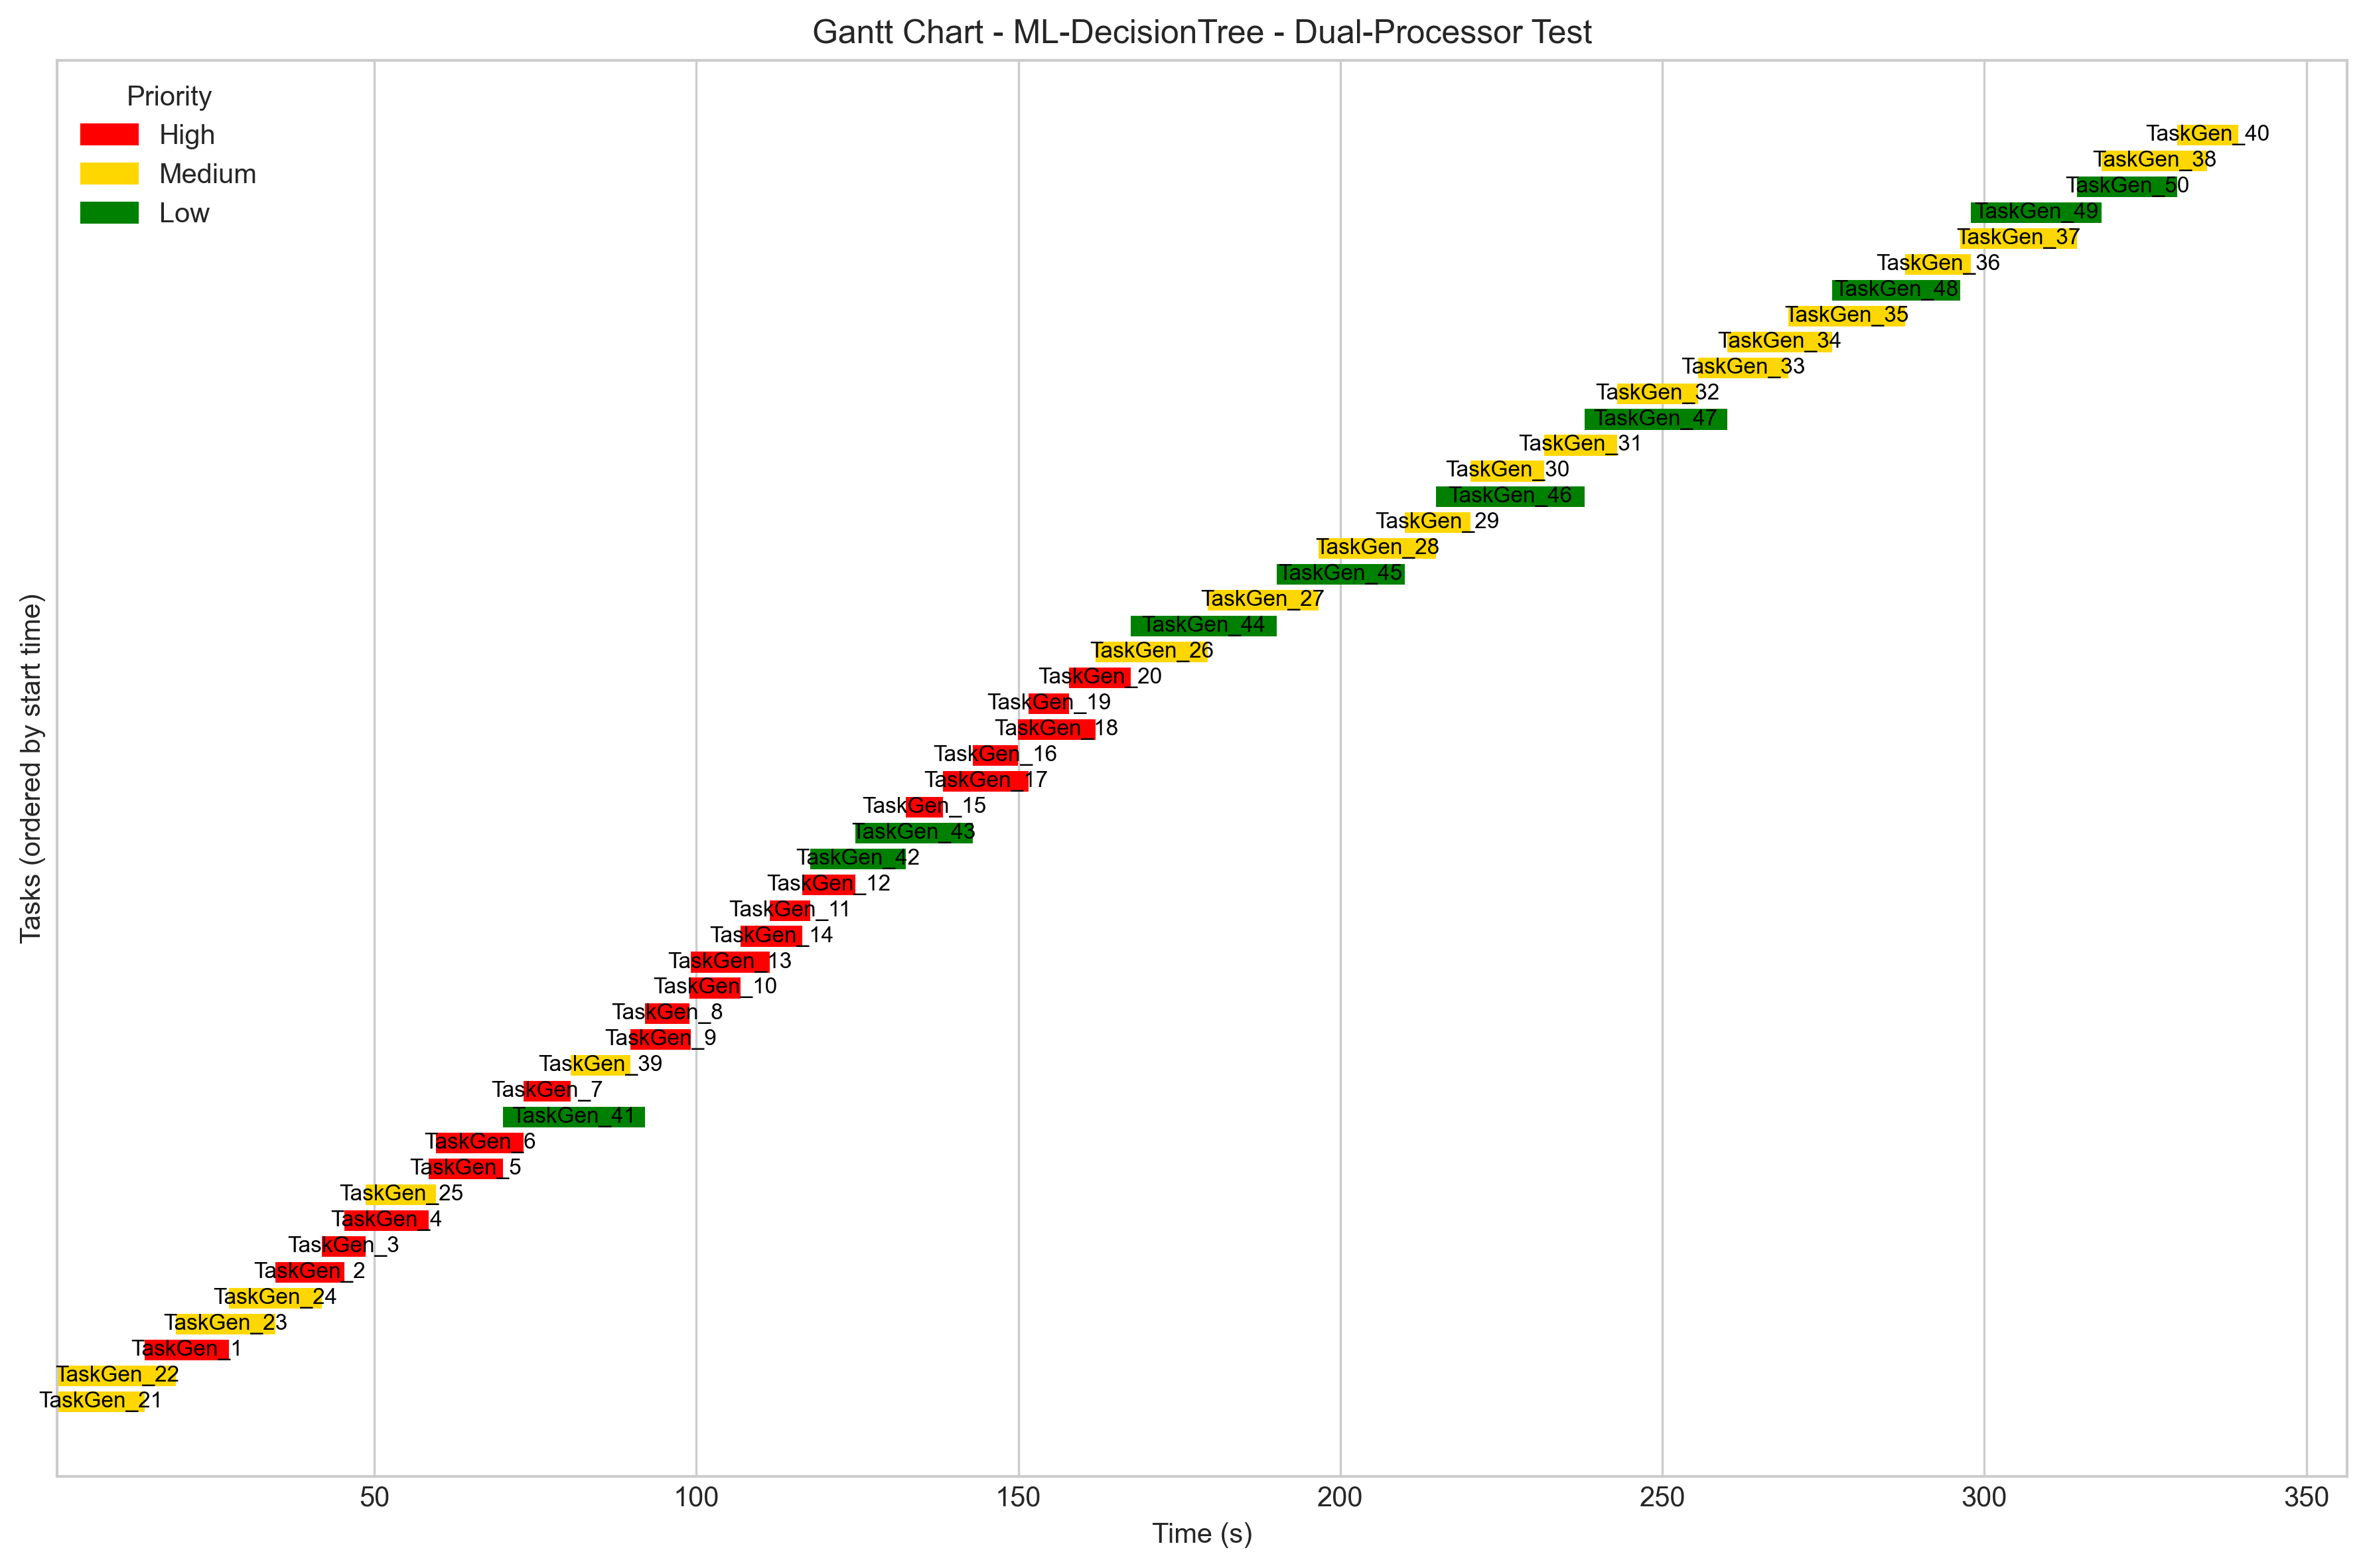 Gantt Chart - ML-DecisionTree - Dual-Processor Test
Priority
High
Medium
Low
TaskGen_40
TaskGen_38
TaskGen_50
TaskGen_49
TaskGen_37
TaskGen_36
TaskGen_48
TaskGen_35
TaskGen_34
TaskGen_33
TaskGen_32
TaskGen_47
TaskGen_31
TaskGen_30
TaskGen_46
TaskGen_29
TaskGen_28
TaskGen_45
TaskGen_27
TaskGen_44
TaskGen_26
TaskGen_20
TaskGen_19
TaskGen_18
TaskGen_16
TaskGen_17
TaskGen_15
TaskGen_43
TaskGen_42
TaskGen_12
TaskGen_11
TaskGen_14
TaskGen_13
TaskGen_10
TaskGen_8
TaskGen_9
TaskGen_39
TaskGen_7
TaskGen_41
TaskGen_6
TaskGen_5
TaskGen_25
TaskGen_4
TaskGen_3
TaskGen_2
TaskGen_24
TaskGen_23
TaskGen_1
TaskGen_22
TaskGen_21
Tasks (ordered by start time)
50 100 150 200 250 300 350
Time (s)